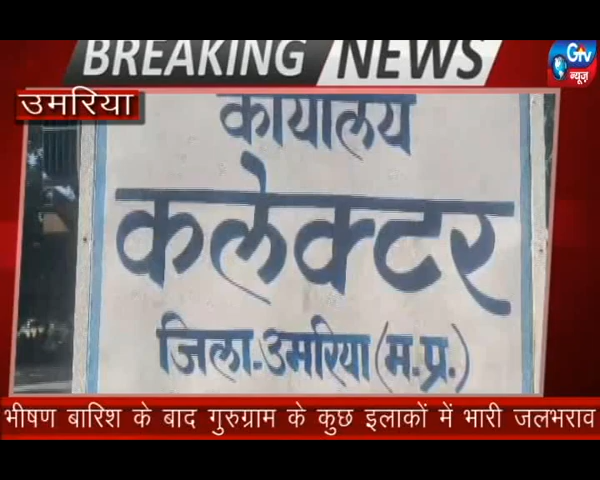 BREAKING NEWS
Gtv
न्यूज़
उमरिया
कार्यालय
कलेक्टर
जिला-उमरिया (म.प्र.)
भीषण बारिश के बाद गुरुग्राम के कुछ इलाकों में भारी जलभराव